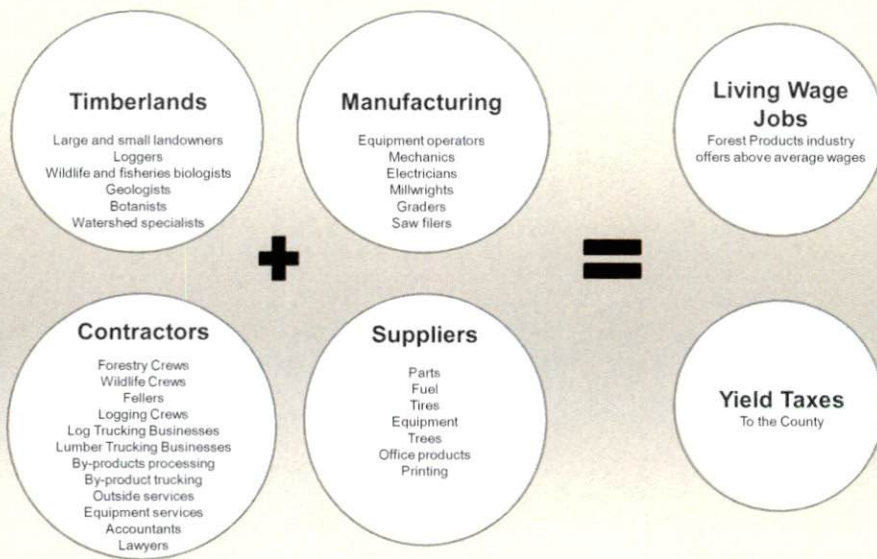 Timberlands
Large and small landowners
Loggers
Wildlife and fisheries biologists
Geologists
Botanists
Watershed specialists
Manufacturing
Equipment operators
Mechanics
Electricians
Millwrights
Graders
Saw filers
Living Wage
Jobs
Forest Products industry
offers above average wages
+
=
Contractors
Forestry Crews
Wildlife Crews
Fellers
Logging Crews
Log Trucking Businesses
Lumber Trucking Businesses
By-products processing
By-product trucking
Outside services
Equipment services
Accountants
Lawyers
Suppliers
Parts
Fuel
Tires
Equipment
Trees
Office products
Printing
Yield Taxes
To the County